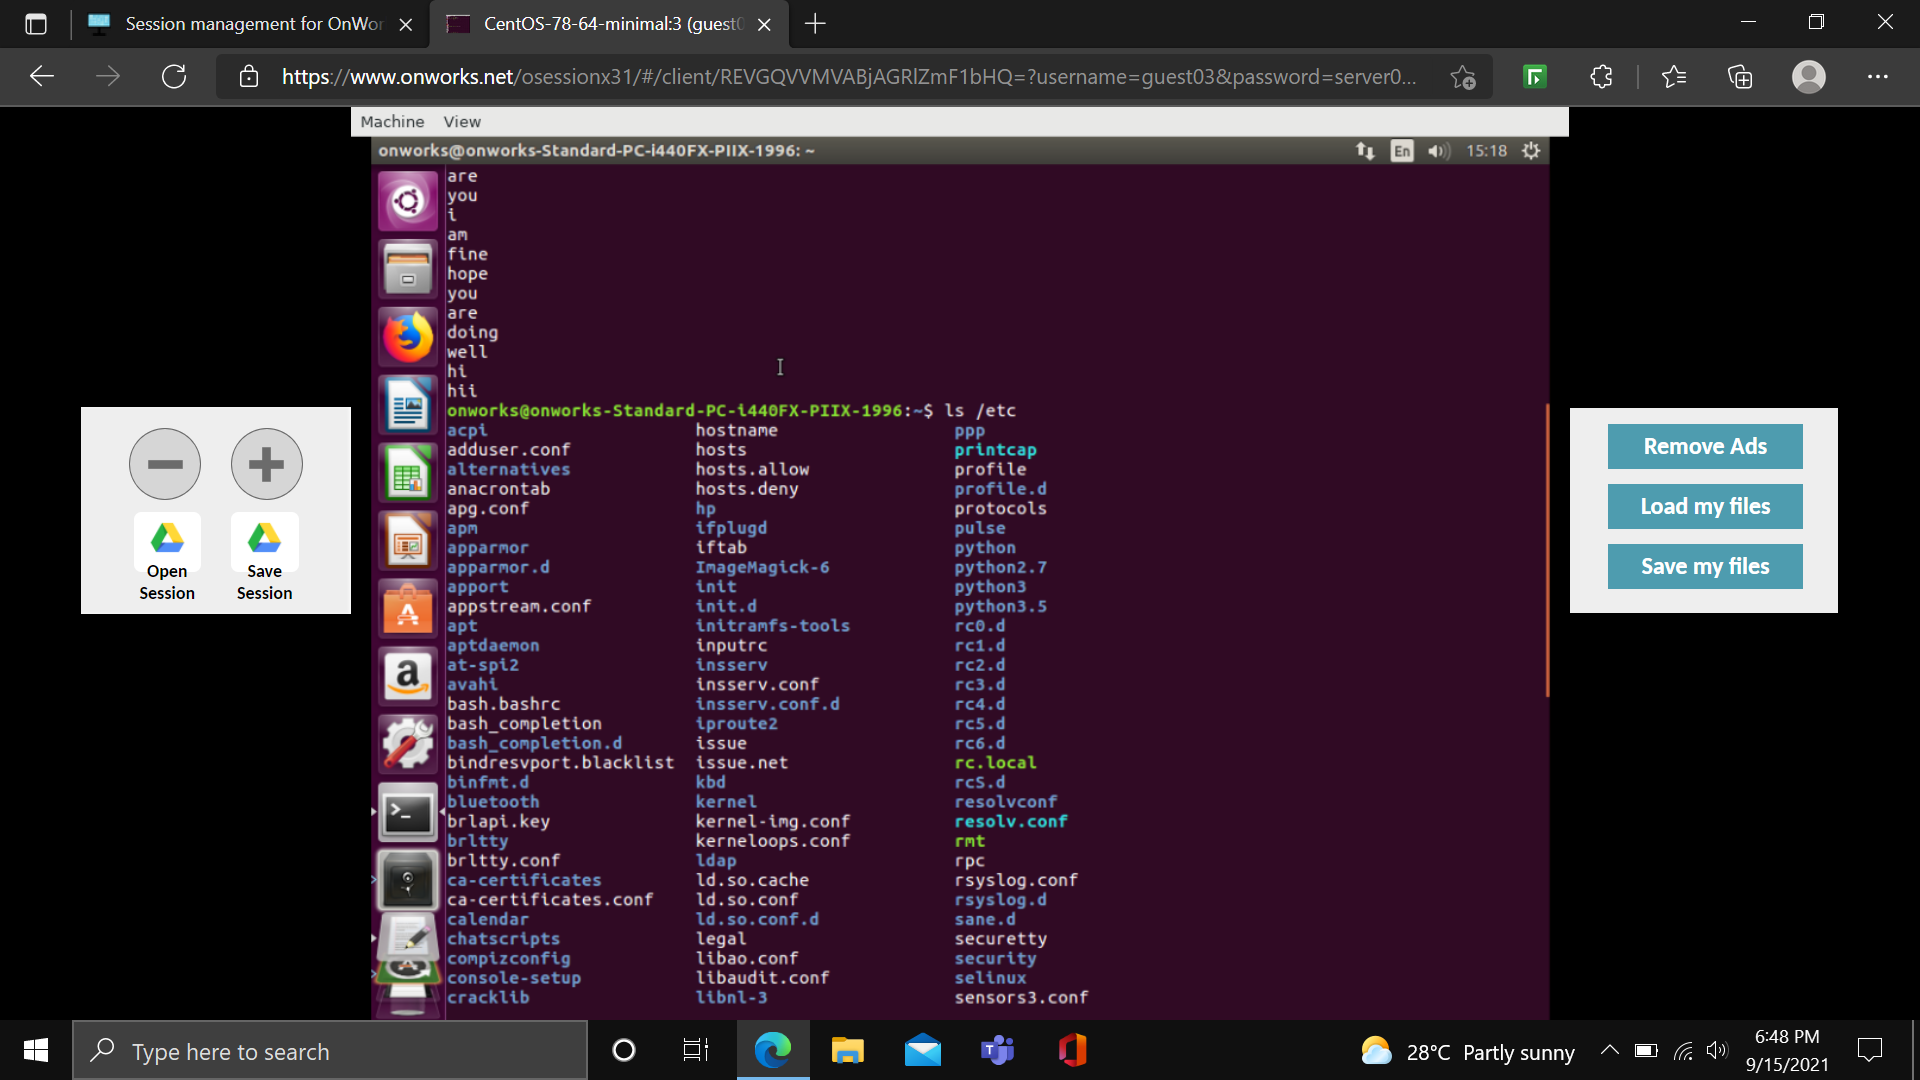 Session management for OnWor
CentOS-78-64-minimal:3 (guest0
https://www.onworks.net/osessionx31/#/client/REVGQVVMVABjAGRlZmF1bHQ=?username=guest03&password=server0...
Machine View
onworks@onworks-Standard-PC-i440FX-PIIX-1996: ~
En 15:18
are
you
i
am
fine
hope
you
are
doing
well
hi
hii
onworks@onworks-Standard-PC-i440FX-PIIX-1996:~$ ls /etc
acpi hostname ppp
adduser.conf hosts printcap
alternatives hosts.allow profile
anacrontab hosts.deny profile.d
apg.conf hp protocols
apm ifplugd pulse
apparmor iftab python
apparmor.d ImageMagick-6 python2.7
apport init python3
appstream.conf init.d python3.5
apt initramfs-tools rc0.d
aptdaemon inputrc rc1.d
at-spi2 insserv rc2.d
avahi insserv.conf rc3.d
bash.bashrc insserv.conf.d rc4.d
bash_completion iproute2 rc5.d
bash_completion.d issue rc6.d
bindresvport.blacklist issue.net rc.local
binfmt.d kbd rcS.d
bluetooth kernel resolvconf
brlapi.key kernel-img.conf resolv.conf
brltty kerneloops.conf rmt
brltty.conf ldap rpc
ca-certificates ld.so.cache rsyslog.conf
ca-certificates.conf ld.so.conf rsyslog.d
calendar ld.so.conf.d sane.d
chatscripts legal securetty
compizconfig libao.conf security
console-setup libaudit.conf selinux
cracklib libnl-3 sensors3.conf
Open Session
Save Session
Remove Ads
Load my files
Save my files
Type here to search
28°C Partly sunny
6:48 PM
9/15/2021